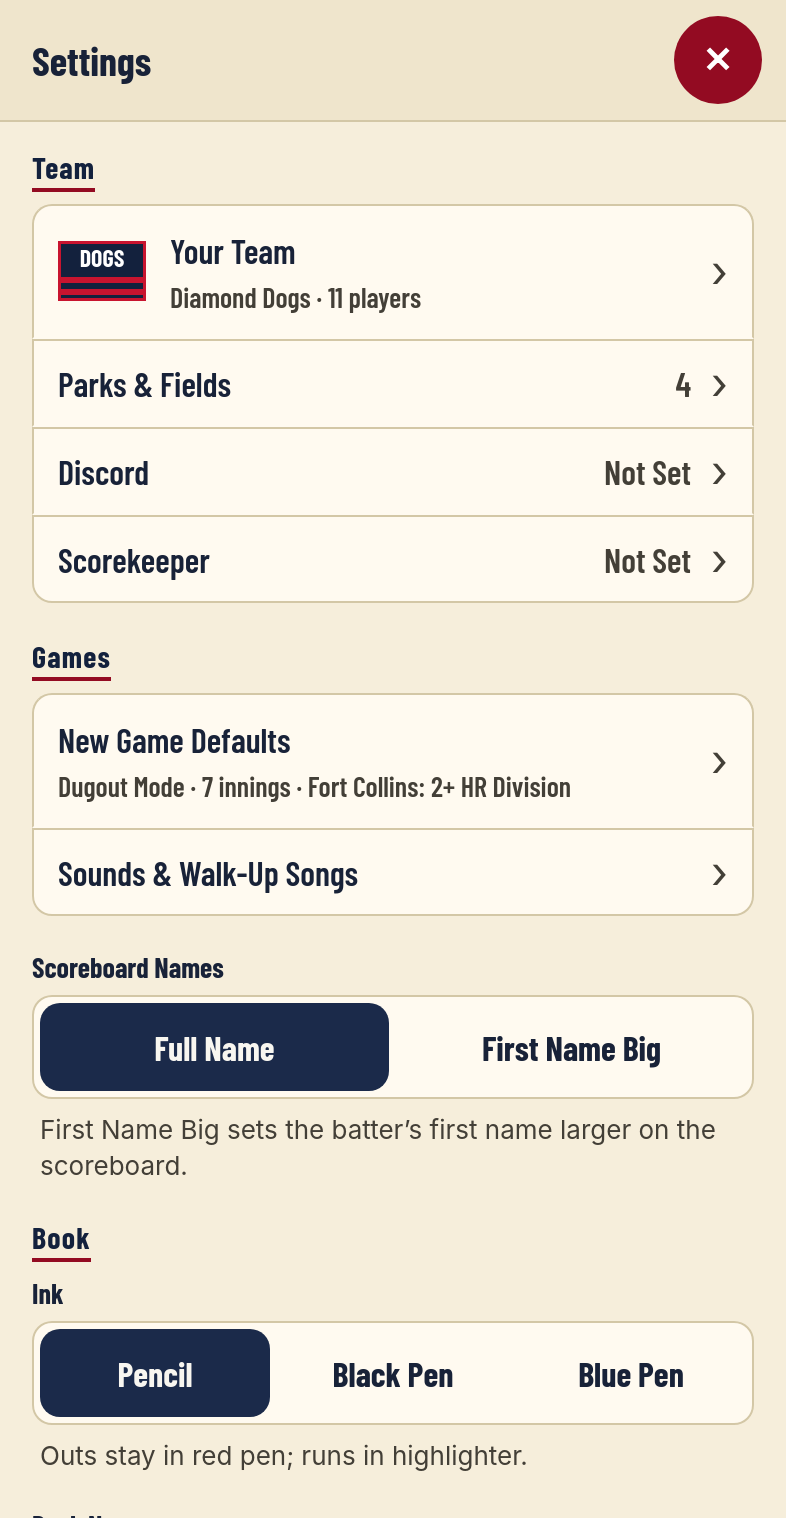 Settings
Team
DOGS
Your Team
Diamond Dogs · 11 players
Parks & Fields 4
Discord Not Set
Scorekeeper Not Set
Games
New Game Defaults
Dugout Mode · 7 innings · Fort Collins: 2+ HR Division
Sounds & Walk-Up Songs
Scoreboard Names
Full Name First Name Big
First Name Big sets the batter’s first name larger on the
scoreboard.
Book
Ink
Pencil Black Pen Blue Pen
Outs stay in red pen; runs in highlighter.